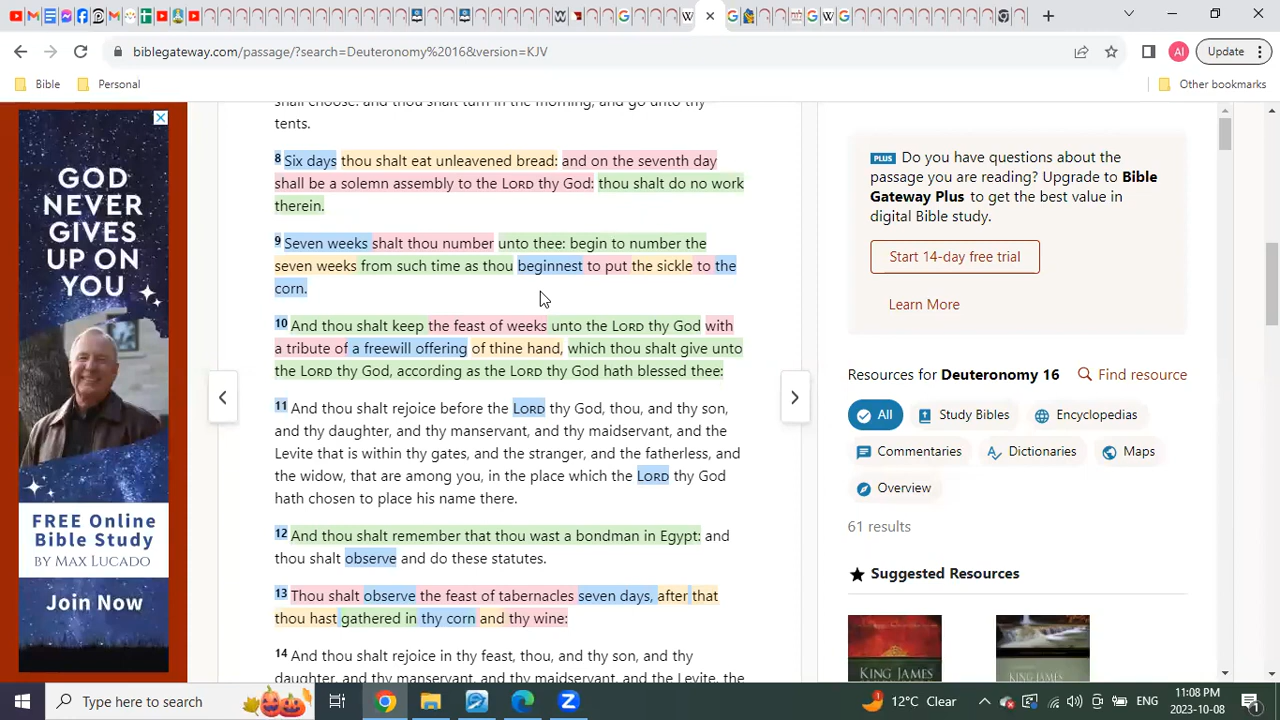 biblegateway.com/passage/?search=Deuteronomy%2016&version=KJV
AI
Update
Bible
Personal
Other bookmarks
GOD
NEVER
GIVES
UP ON
YOU
FREE Online
Bible Study
BY MAX LUCADO
Join Now
shall choose: and thou shalt turn in the morning, and go unto thy
tents.
8 Six days thou shalt eat unleavened bread: and on the seventh day
shall be a solemn assembly to the LORD thy God: thou shalt do no work
therein.
9 Seven weeks shalt thou number unto thee: begin to number the
seven weeks from such time as thou beginnest to put the sickle to the
corn.
10 And thou shalt keep the feast of weeks unto the LORD thy God with
a tribute of a freewill offering of thine hand, which thou shalt give unto
the LORD thy God, according as the LORD thy God hath blessed thee:
11 And thou shalt rejoice before the LORD thy God, thou, and thy son,
and thy daughter, and thy manservant, and thy maidservant, and the
Levite that is within thy gates, and the stranger, and the fatherless, and
the widow, that are among you, in the place which the LORD thy God
hath chosen to place his name there.
12 And thou shalt remember that thou wast a bondman in Egypt: and
thou shalt observe and do these statutes.
13 Thou shalt observe the feast of tabernacles seven days, after that
thou hast gathered in thy corn and thy wine:
14 And thou shalt rejoice in thy feast, thou, and thy son, and thy
daughter, and thy manservant, and thy maidservant, and the Levite, the
PLUS Do you have questions about the
passage you are reading? Upgrade to Bible
Gateway Plus to get the best value in
digital Bible study.
Start 14-day free trial
Learn More
Resources for Deuteronomy 16
Find resource
All
Study Bibles
Encyclopedias
Commentaries
Dictionaries
Maps
Overview
61 results
Suggested Resources
KING JAMES
KING JAMES
Type here to search
12°C Clear
ENG
11:08 PM
2023-10-08